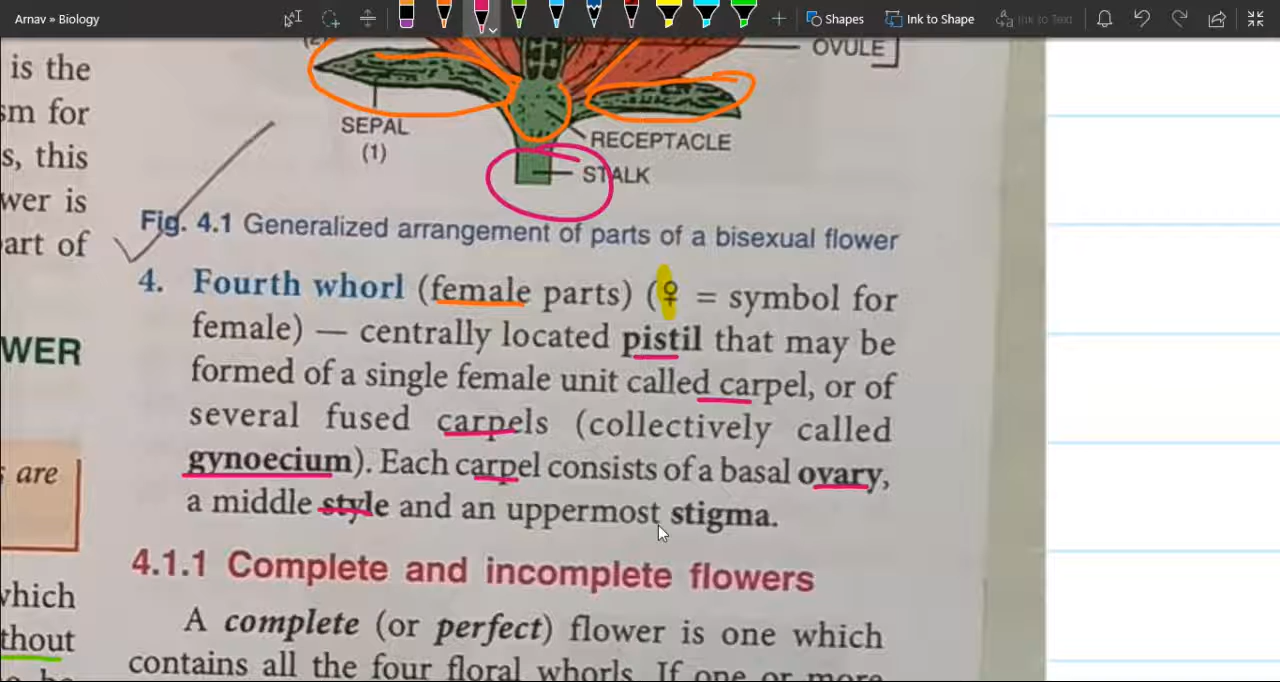 Arnav » Biology
Shapes
Ink to Shape
Ink to Text
OVULE
is the
SEPAL
(1)
RECEPTACLE
STALK
sm for
s, this
wer is
art of
Fig. 4.1 Generalized arrangement of parts of a bisexual flower
4. Fourth whorl (female parts) (♀ = symbol for
female) — centrally located pistil that may be
formed of a single female unit called carpel, or of
several fused carpels (collectively called
gynoecium). Each carpel consists of a basal ovary,
a middle style and an uppermost stigma.
WER
are
4.1.1 Complete and incomplete flowers
which
thout
A complete (or perfect) flower is one which
contains all the four floral whorls. If one or more